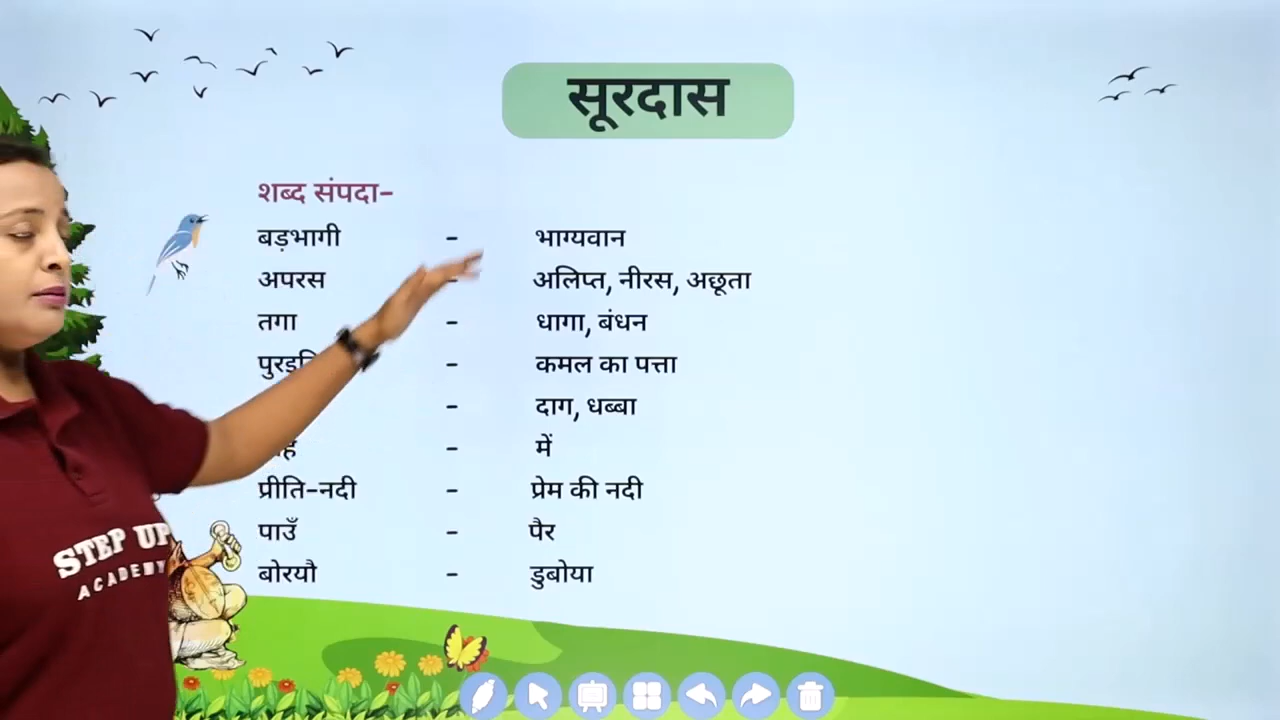 सूरदास
शब्द संपदा-
बड़भागी - भाग्यवान
अपरस - अलिप्त, नीरस, अछूता
तगा - धागा, बंधन
- कमल का पत्ता
- दाग, धब्बा
- में
प्रीति-नदी - प्रेम की नदी
पाउँ - पैर
बोरयौ - डुबोया
STEP UP
ACADEMY